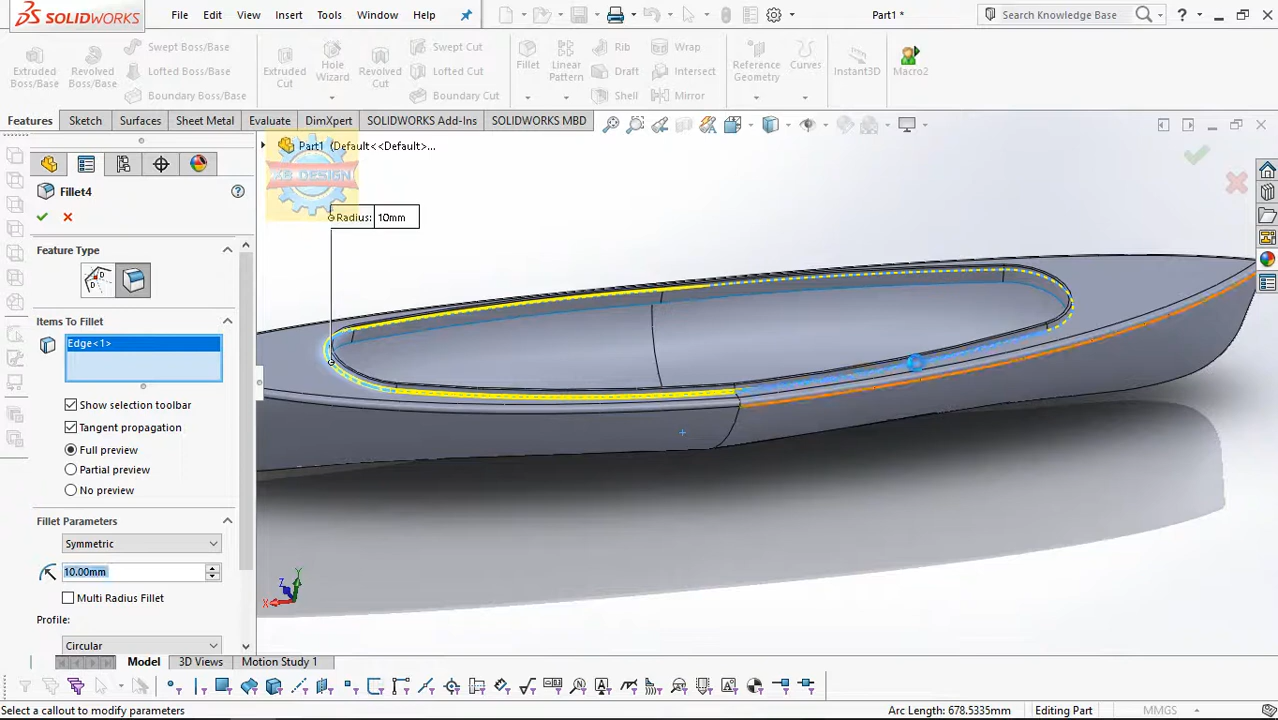 SOLIDWORKS
File Edit View Insert Tools Window Help
Part1 *
Search Knowledge Base
Extruded Boss/Base
Revolved Boss/Base
Swept Boss/Base
Lofted Boss/Base
Boundary Boss/Base
Extruded Cut
Hole Wizard
Revolved Cut
Swept Cut
Lofted Cut
Boundary Cut
Fillet
Linear Pattern
Rib
Draft
Shell
Wrap
Intersect
Mirror
Reference Geometry
Curves
Instant3D
Macro2
Features Sketch Surfaces Sheet Metal Evaluate DimXpert SOLIDWORKS Add-Ins SOLIDWORKS MBD
Part1 (Default<<Default>...
DESIGN
Fillet4
Radius: 10mm
Feature Type
Items To Fillet
Edge<1>
Show selection toolbar
Tangent propagation
Full preview
Partial preview
No preview
Fillet Parameters
Symmetric
10.00mm
Multi Radius Fillet
Profile:
Circular
Y
Z
X
Model 3D Views Motion Study 1
Select a callout to modify parameters
Arc Length: 678.5335mm
Editing Part
MMGS